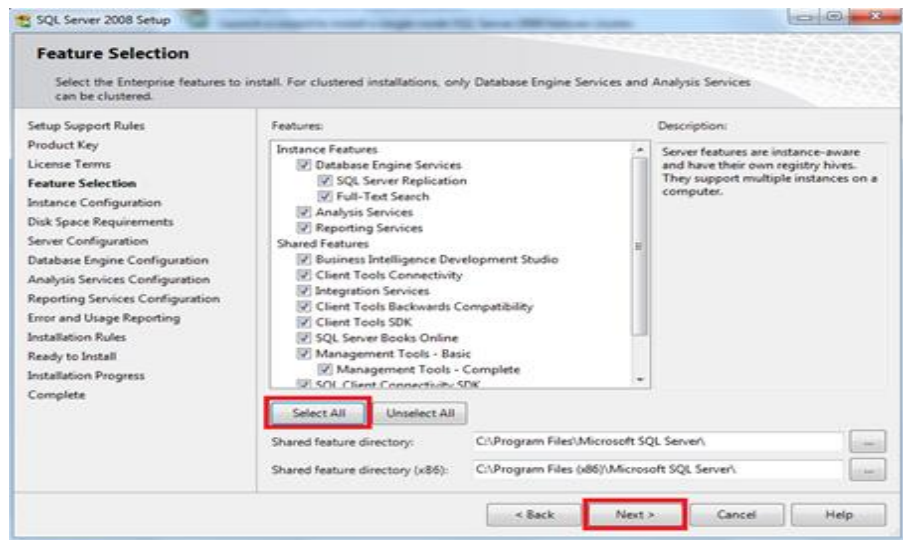 SQL Server 2008 Setup
Feature Selection
Select the Enterprise features to install. For clustered installations, only Database Engine Services and Analysis Services
can be clustered.
Setup Support Rules
Product Key
License Terms
Feature Selection
Instance Configuration
Disk Space Requirements
Server Configuration
Database Engine Configuration
Analysis Services Configuration
Reporting Services Configuration
Error and Usage Reporting
Installation Rules
Ready to Install
Installation Progress
Complete
Features:
Instance Features
Database Engine Services
SQL Server Replication
Full-Text Search
Analysis Services
Reporting Services
Shared Features
Business Intelligence Development Studio
Client Tools Connectivity
Integration Services
Client Tools Backwards Compatibility
Client Tools SDK
SQL Server Books Online
Management Tools - Basic
Management Tools - Complete
SQL Client Connectivity SDK
Description:
Server features are instance-aware
and have their own registry hives.
They support multiple instances on a
computer.
Select All
Unselect All
Shared feature directory:
C:\Program Files\Microsoft SQL Server\
...
Shared feature directory (x86):
C:\Program Files (x86)\Microsoft SQL Server\
...
< Back
Next >
Cancel
Help